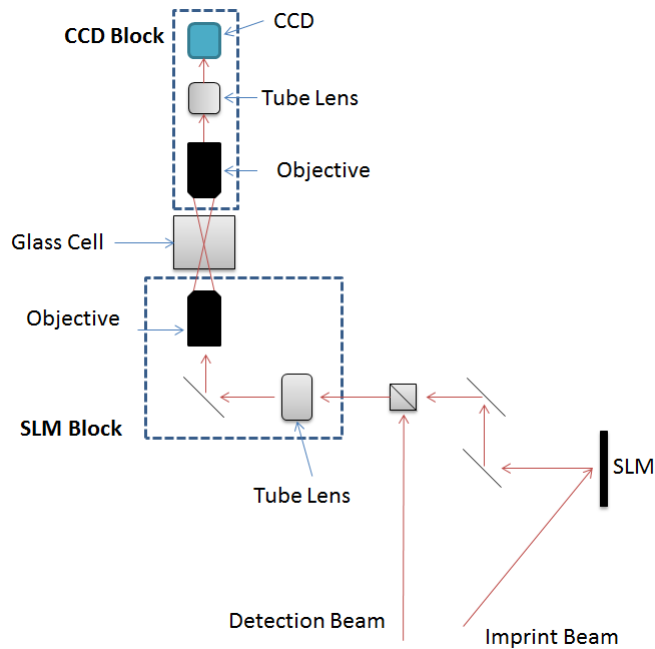 CCD Block
CCD
Tube Lens
Objective
Glass Cell
Objective
SLM Block
Tube Lens
SLM
Detection Beam
Imprint Beam